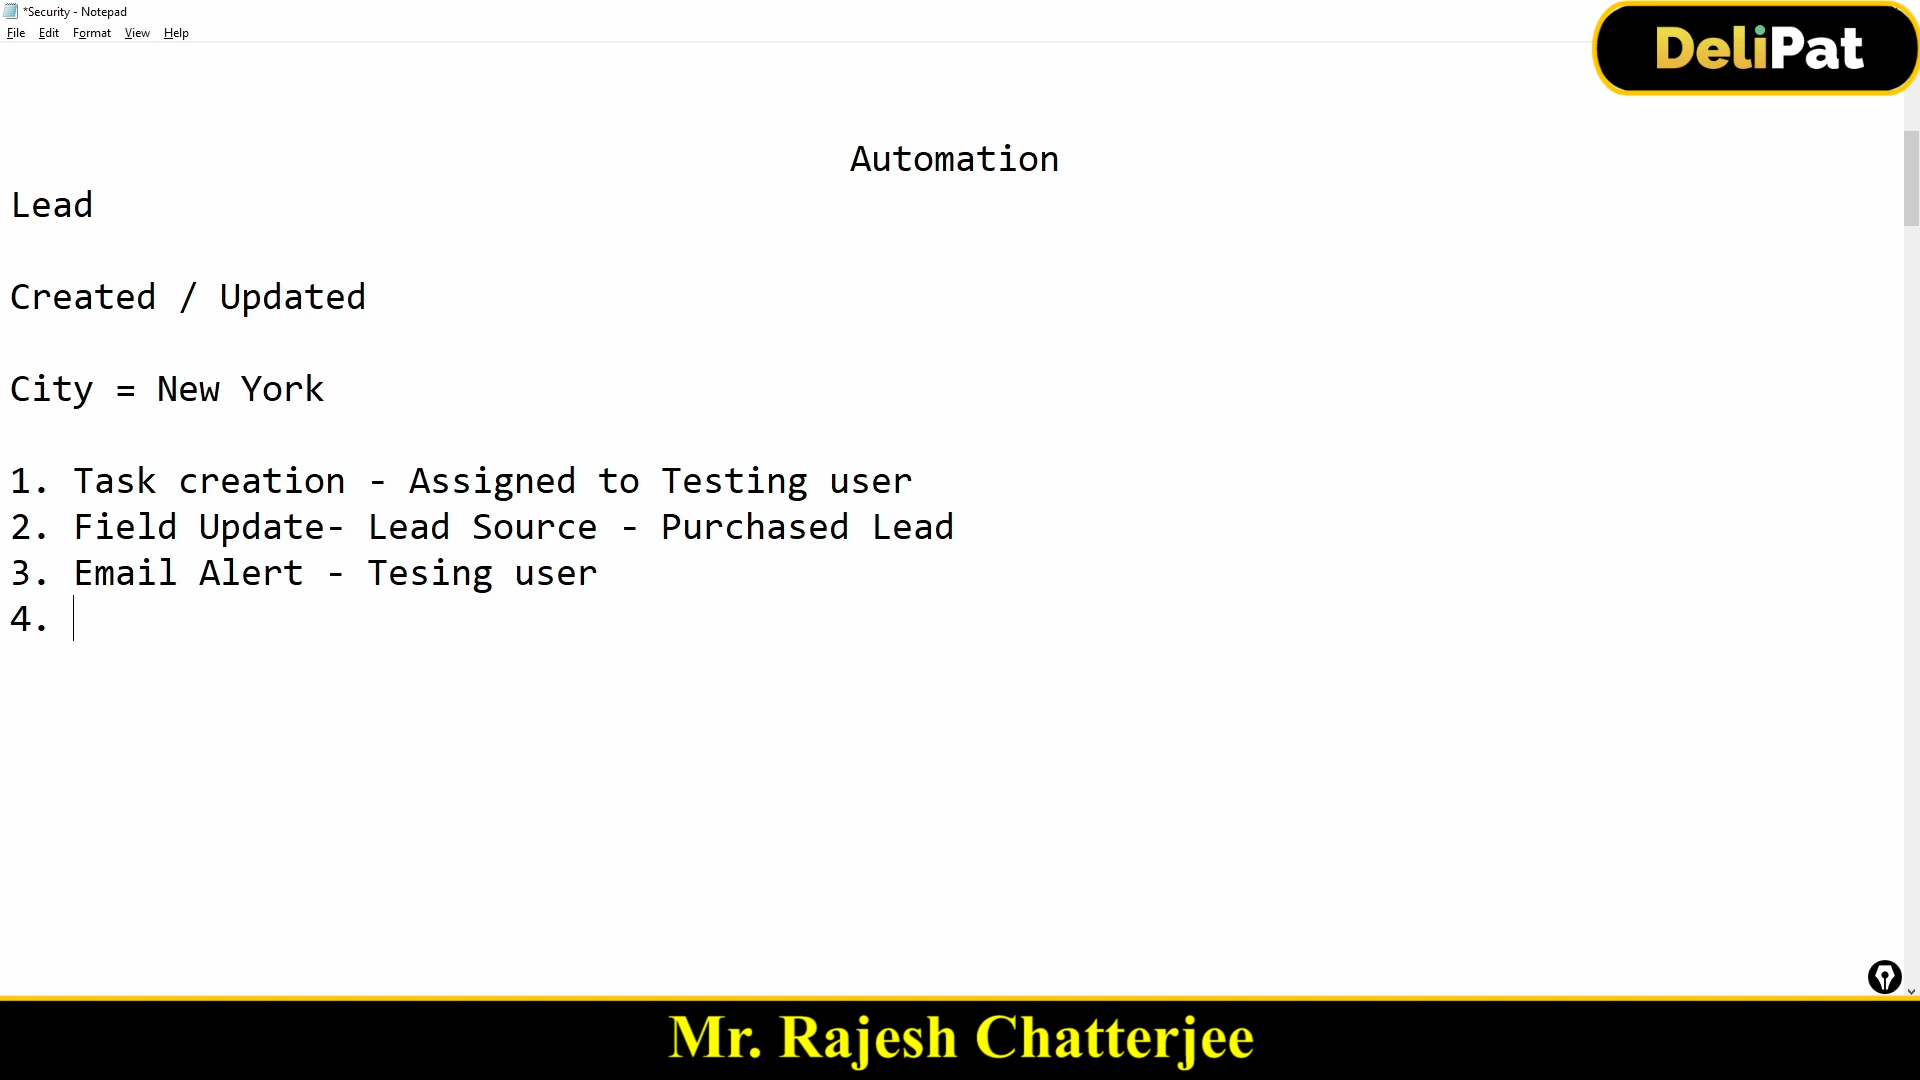 *Security - Notepad
File Edit Format View Help
DeliPat
Automation
Lead
Created / Updated
City = New York
1. Task creation - Assigned to Testing user
2. Field Update- Lead Source - Purchased Lead
3. Email Alert - Tesing user
4.
Mr. Rajesh Chatterjee